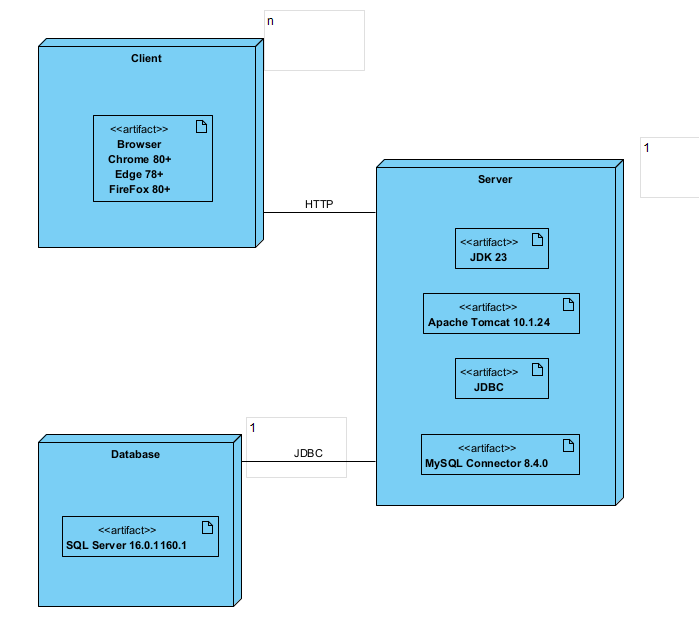 n
Client
<<artifact>>
Browser
Chrome 80+
Edge 78+
FireFox 80+
HTTP
1
Server
<<artifact>>
JDK 23
<<artifact>>
Apache Tomcat 10.1.24
<<artifact>>
JDBC
<<artifact>>
MySQL Connector 8.4.0
1
JDBC
Database
<<artifact>>
SQL Server 16.0.1160.1